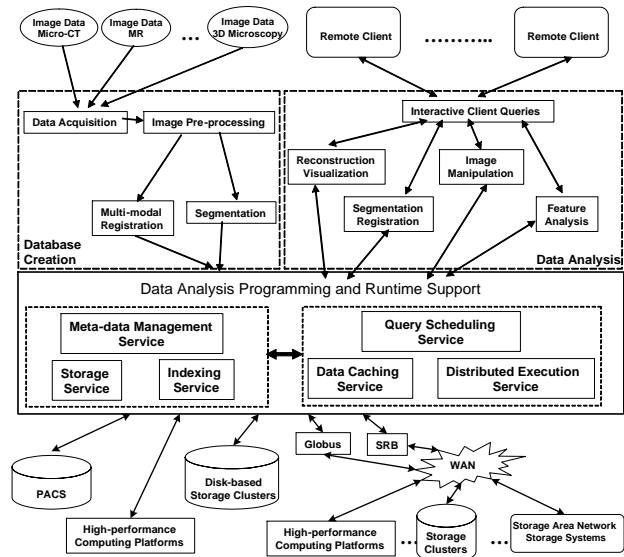 Image Data
Micro-CT
Image Data
MR
...
Image Data
3D Microscopy
Remote Client
...........
Remote Client
Data Acquisition
Image Pre-processing
Multi-modal
Registration
Segmentation
Database
Creation
Interactive Client Queries
Reconstruction
Visualization
Image
Manipulation
Segmentation
Registration
Feature
Analysis
Data Analysis
Data Analysis Programming and Runtime Support
Meta-data Management
Service
Storage
Service
Indexing
Service
Query Scheduling
Service
Data Caching
Service
Distributed Execution
Service
Globus
SRB
WAN
PACS
Disk-based
Storage Clusters
High-performance
Computing Platforms
High-performance
Computing Platforms
...
Storage
Clusters
...
Storage Area Network
Storage Systems